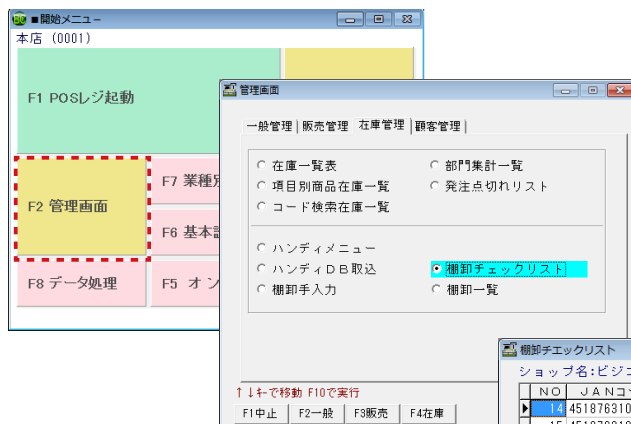 ■開始メニュー
本店 (0001)
F1 POSレジ起動
F2 管理画面
F7 業種別
F6 基本
F8 データ処理
F5 オン
管理画面
一般管理 販売管理 在庫管理 顧客管理
在庫一覧表 部門集計一覧
項目別商品在庫一覧 発注点切れリスト
コード検索在庫一覧
ハンディメニュー
ハンディＤＢ取込 棚卸チェックリスト
棚卸手入力 棚卸一覧
↑↓キーで移動 F10で実行
F1中止 F2一般 F3販売 F4在庫
棚卸チエックリスト
ショップ名:ビジコ
NO JANコ
14 451876310